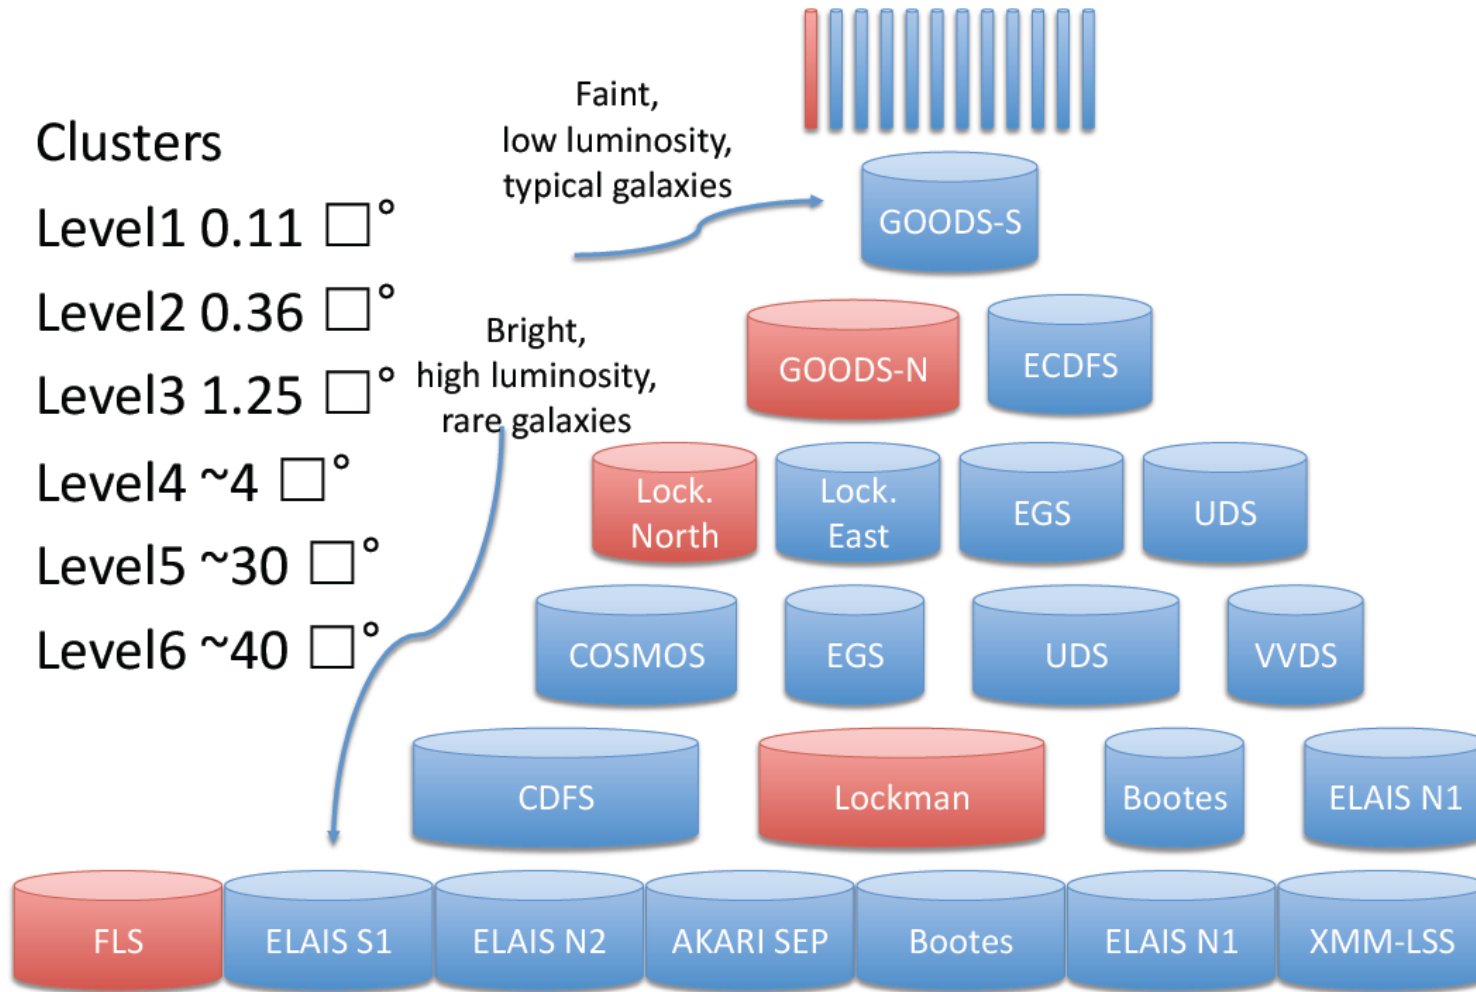 Clusters
Level1 0.11 □°
Level2 0.36 □°
Level3 1.25 □°
Level4 ~4 □°
Level5 ~30 □°
Level6 ~40 □°
Faint,
low luminosity,
typical galaxies
Bright,
high luminosity,
rare galaxies
GOODS-S
GOODS-N
ECDFS
Lock.
North
Lock.
East
EGS
UDS
COSMOS
EGS
UDS
VVDS
CDFS
Lockman
Bootes
ELAIS N1
FLS
ELAIS S1
ELAIS N2
AKARI SEP
Bootes
ELAIS N1
XMM-LSS